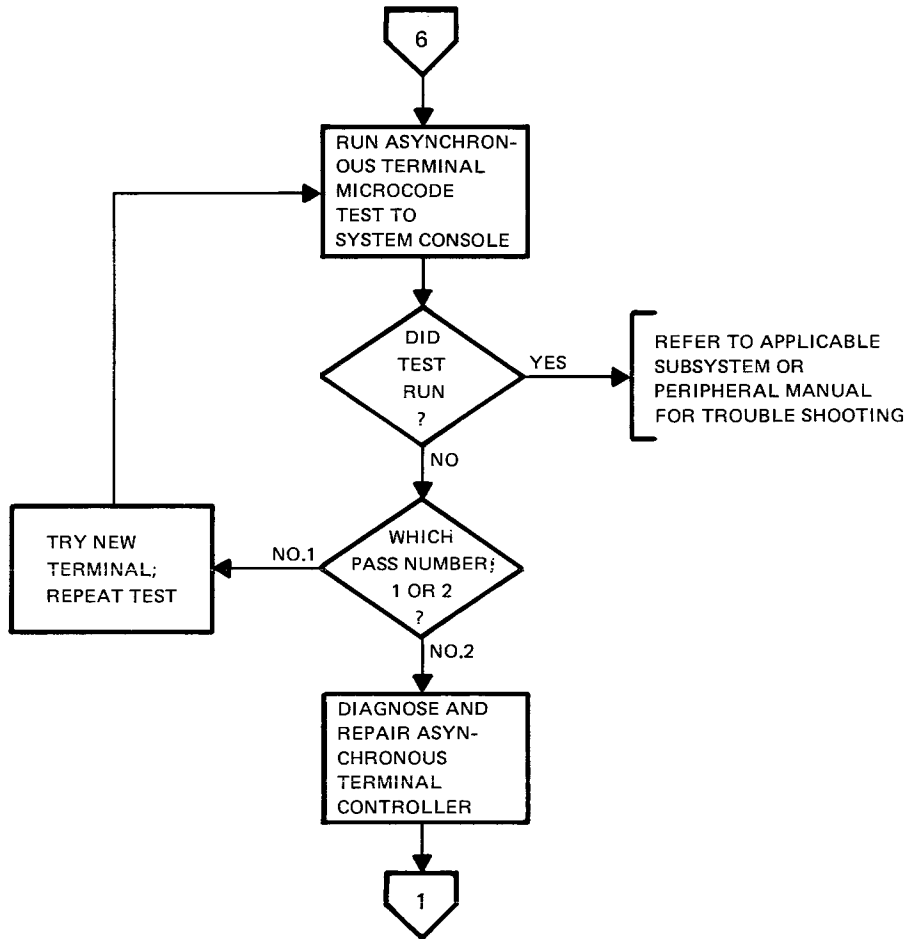 6
RUN ASYNCHRON-
OUS TERMINAL
MICROCODE
TEST TO
SYSTEM CONSOLE
DID
TEST
RUN
?
YES
REFER TO APPLICABLE
SUBSYSTEM OR
PERIPHERAL MANUAL
FOR TROUBLE SHOOTING
NO
WHICH
PASS NUMBER;
1 OR 2
?
NO.1
TRY NEW
TERMINAL;
REPEAT TEST
NO.2
DIAGNOSE AND
REPAIR ASYN-
CHRONOUS
TERMINAL
CONTROLLER
1